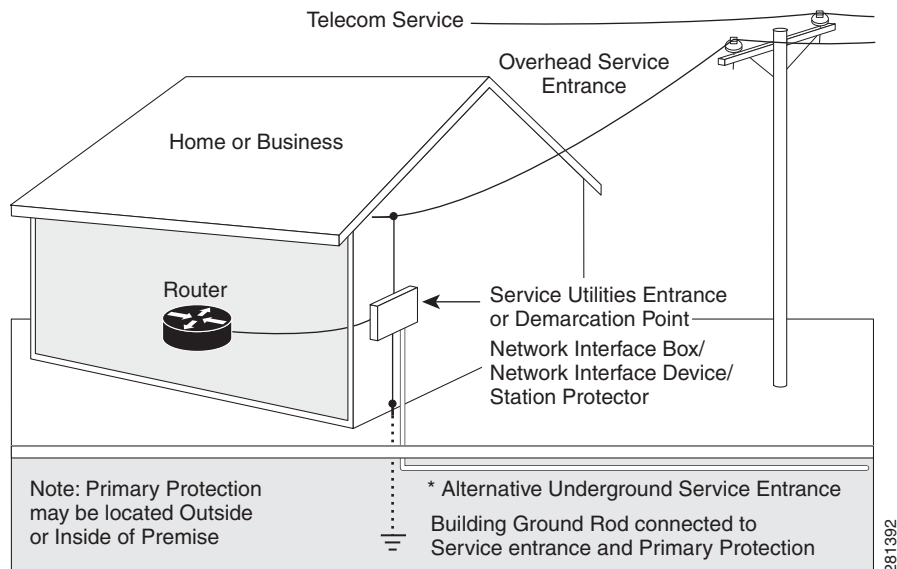 Telecom Service
Overhead Service
Entrance
Home or Business
Router
Service Utilities Entrance
or Demarcation Point
Network Interface Box/
Network Interface Device/
Station Protector
Note: Primary Protection
may be located Outside
or Inside of Premise
* Alternative Underground Service Entrance
Building Ground Rod connected to
Service entrance and Primary Protection
281392